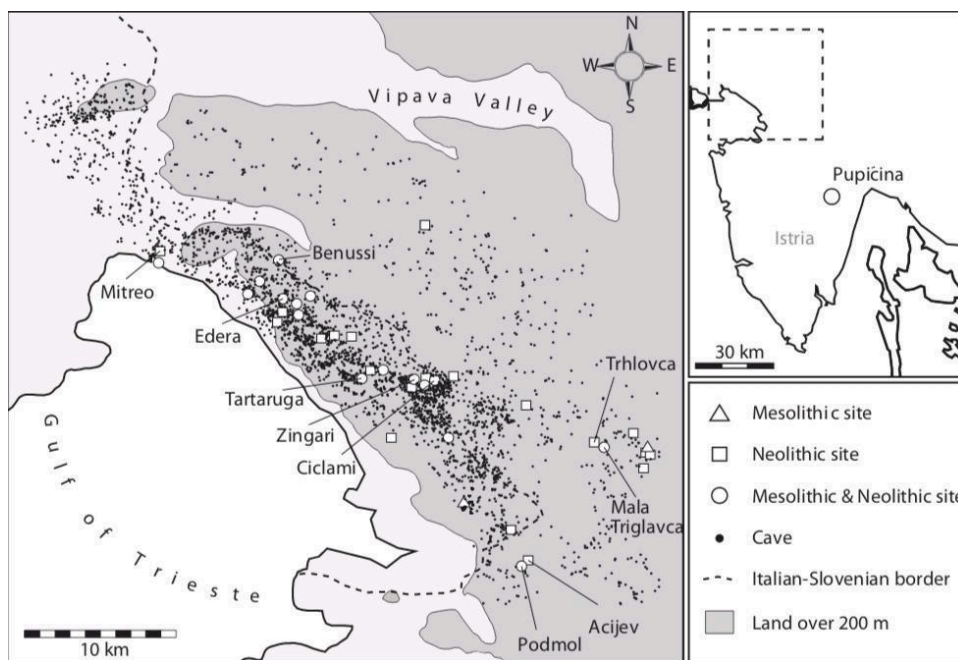 N
W E
S
Vipava Valley
Benussi
Mitreo
Edera
Trhlovca
Tartaruga
Zingari
Ciclami
Mala
Triglavca
Gulf of Trieste
Acijev
Podmol
10 km
Pupićina
Istria
30 km
Mesolithic site
Neolithic site
Mesolithic & Neolithic site
Cave
Italian-Slovenian border
Land over 200 m